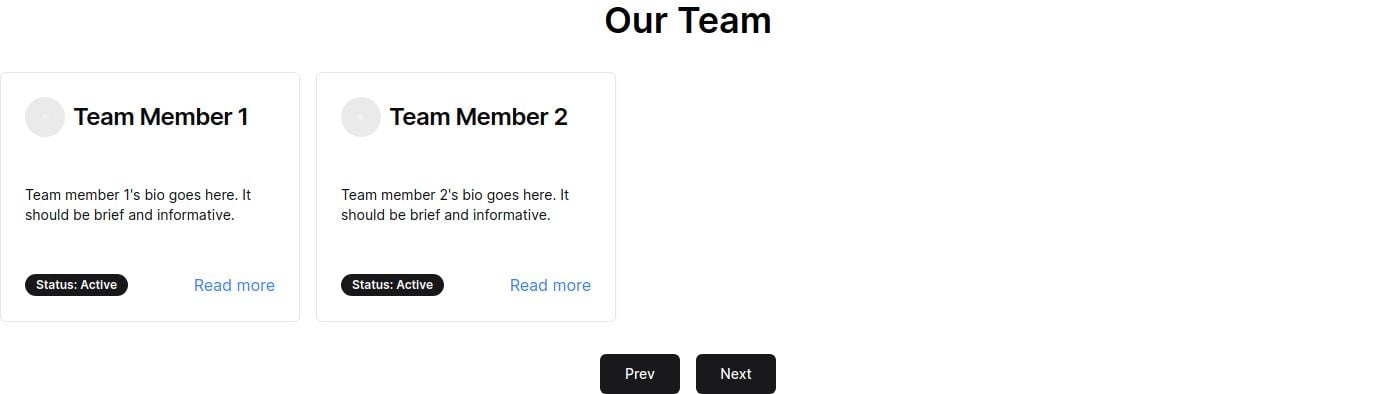 Our Team
Team Member 1
Team member 1's bio goes here. It
should be brief and informative.
Status: Active
Read more
Team Member 2
Team member 2's bio goes here. It
should be brief and informative.
Status: Active
Read more
Prev
Next